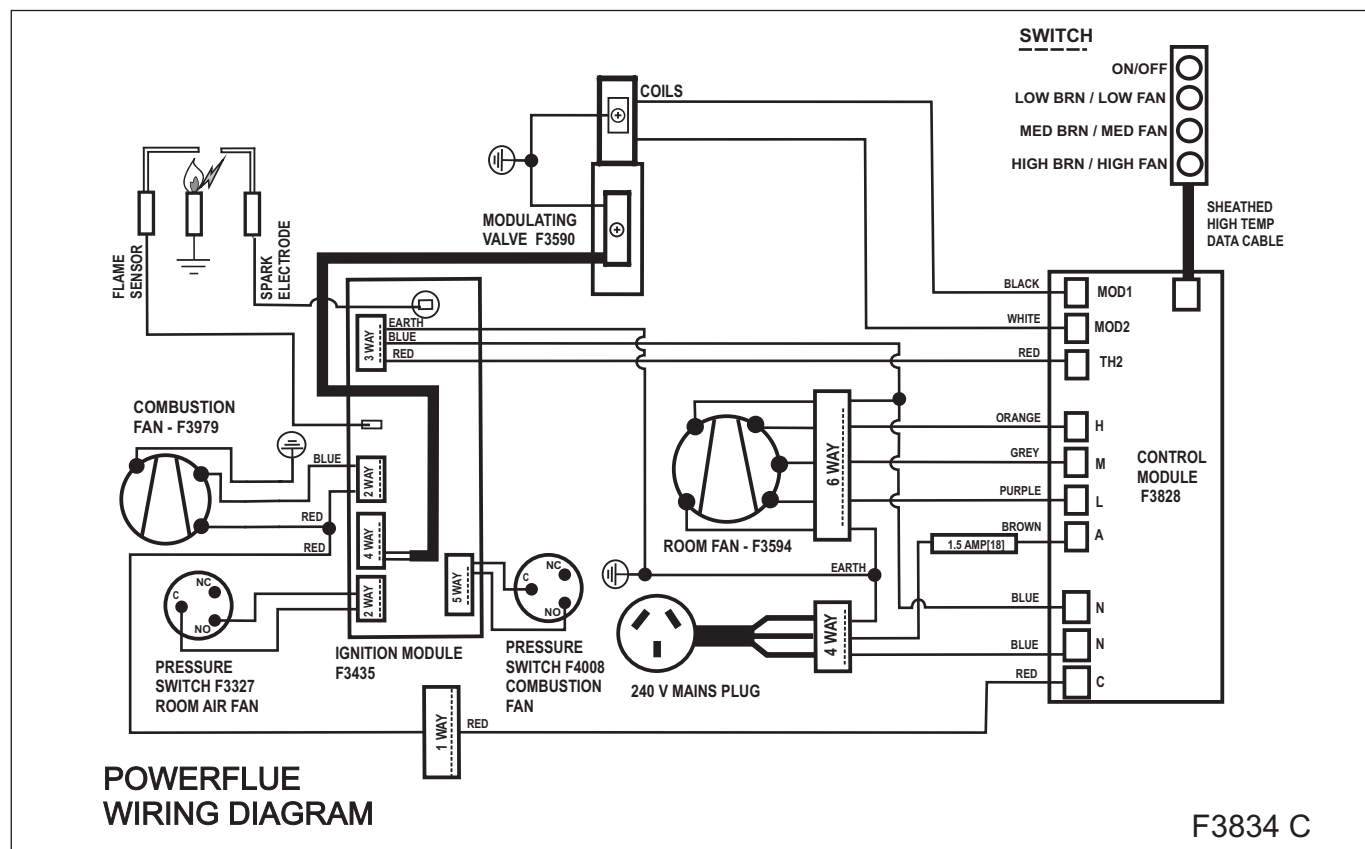 SWITCH
ON/OFF
LOW BRN / LOW FAN
MED BRN / MED FAN
HIGH BRN / HIGH FAN
SHEATHED
HIGH TEMP
DATA CABLE
COILS
MODULATING
VALVE F3590
FLAME
SENSOR
SPARK
ELECTRODE
EARTH
BLUE
RED
3 WAY
BLACK
MOD1
WHITE
MOD2
RED
TH2
COMBUSTION
FAN - F3979
BLUE
2 WAY
RED
RED
4 WAY
2 WAY
5 WAY
6 WAY
ORANGE
H
GREY
M
PURPLE
L
BROWN
A
1.5 AMP[18]
CONTROL
MODULE
F3828
ROOM FAN - F3594
EARTH
NC
C
NO
NC
C
NO
BLUE
N
BLUE
N
RED
C
4 WAY
IGNITION MODULE
F3435
PRESSURE
SWITCH F3327
ROOM AIR FAN
PRESSURE
SWITCH F4008
COMBUSTION
FAN
240 V MAINS PLUG
1 WAY
RED
POWERFLUE
WIRING DIAGRAM
F3834 C